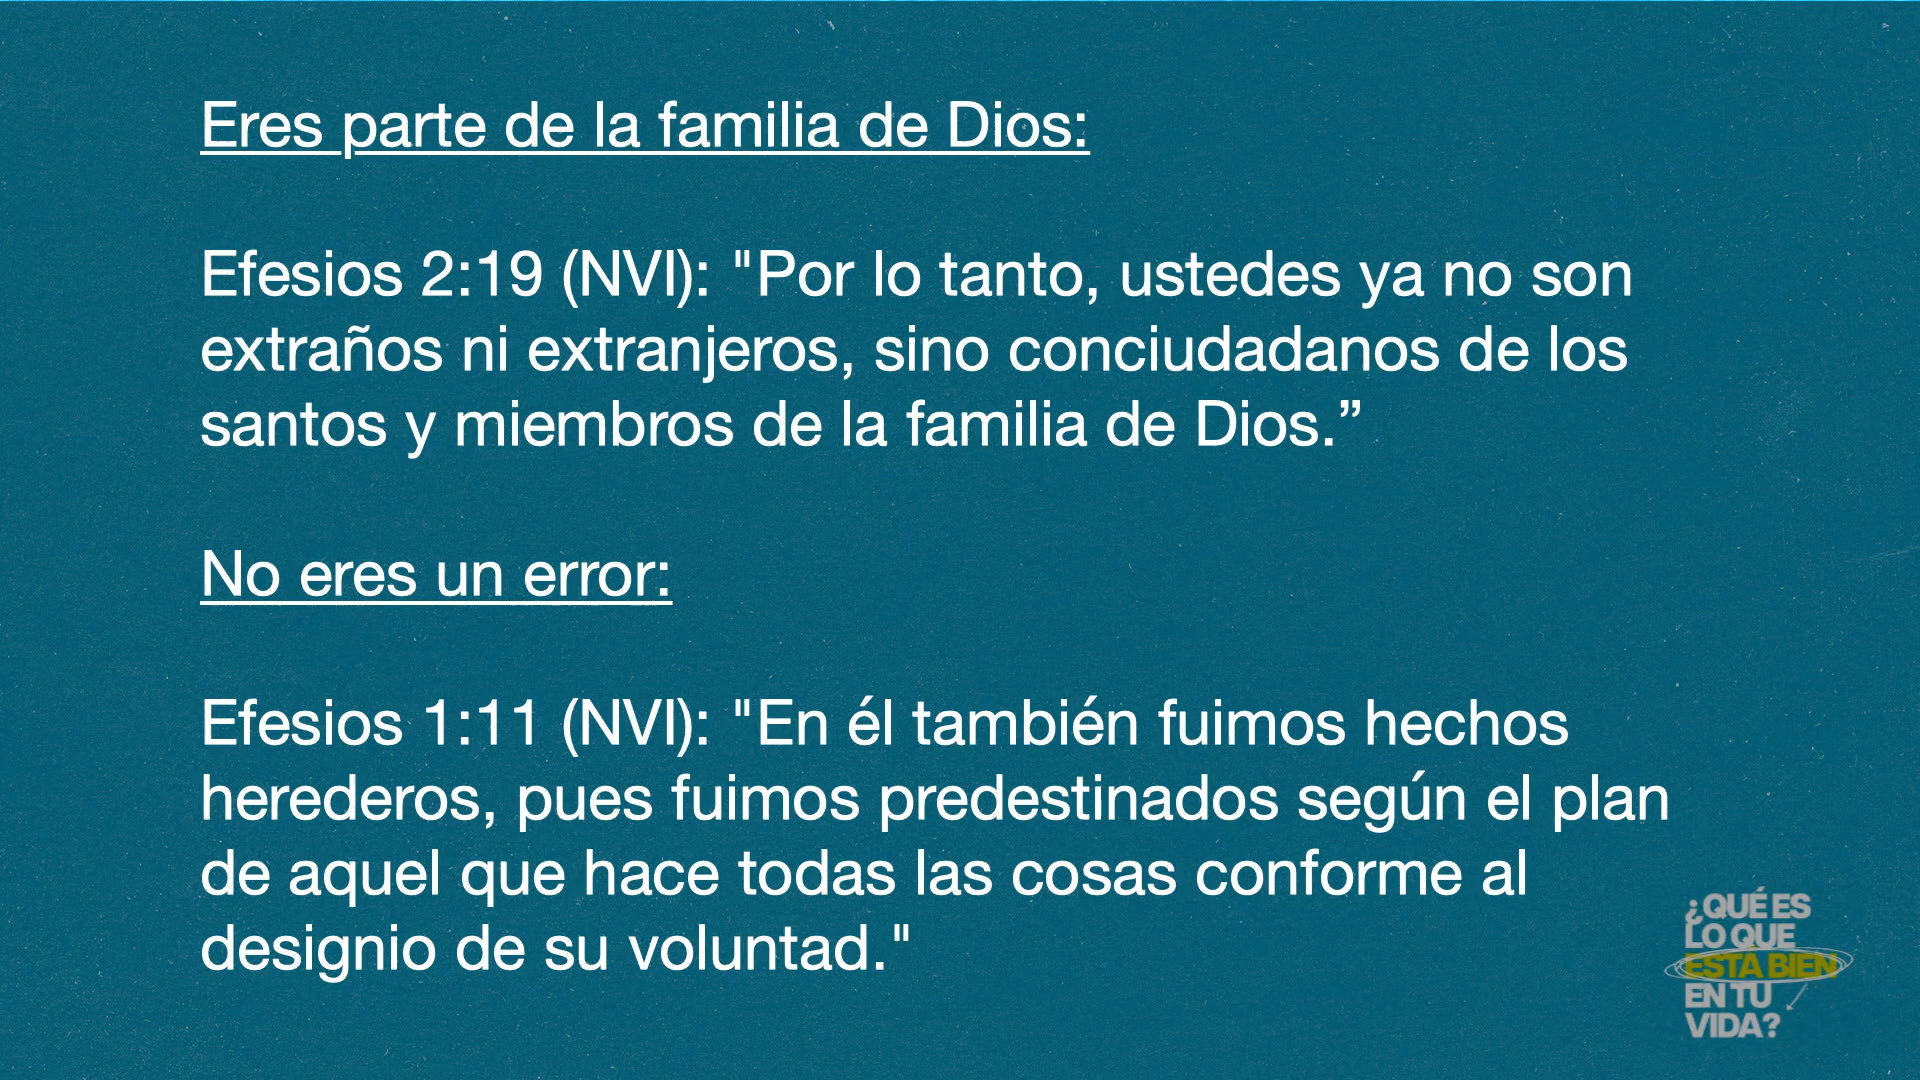 Eres parte de la familia de Dios:
Efesios 2:19 (NVI): "Por lo tanto, ustedes ya no son
extraños ni extranjeros, sino conciudadanos de los
santos y miembros de la familia de Dios.”
No eres un error:
Efesios 1:11 (NVI): "En él también fuimos hechos
herederos, pues fuimos predestinados según el plan
de aquel que hace todas las cosas conforme al
designio de su voluntad."
¿QUÉ ES
LO QUE
ESTÁ BIEN
EN TU
VIDA?